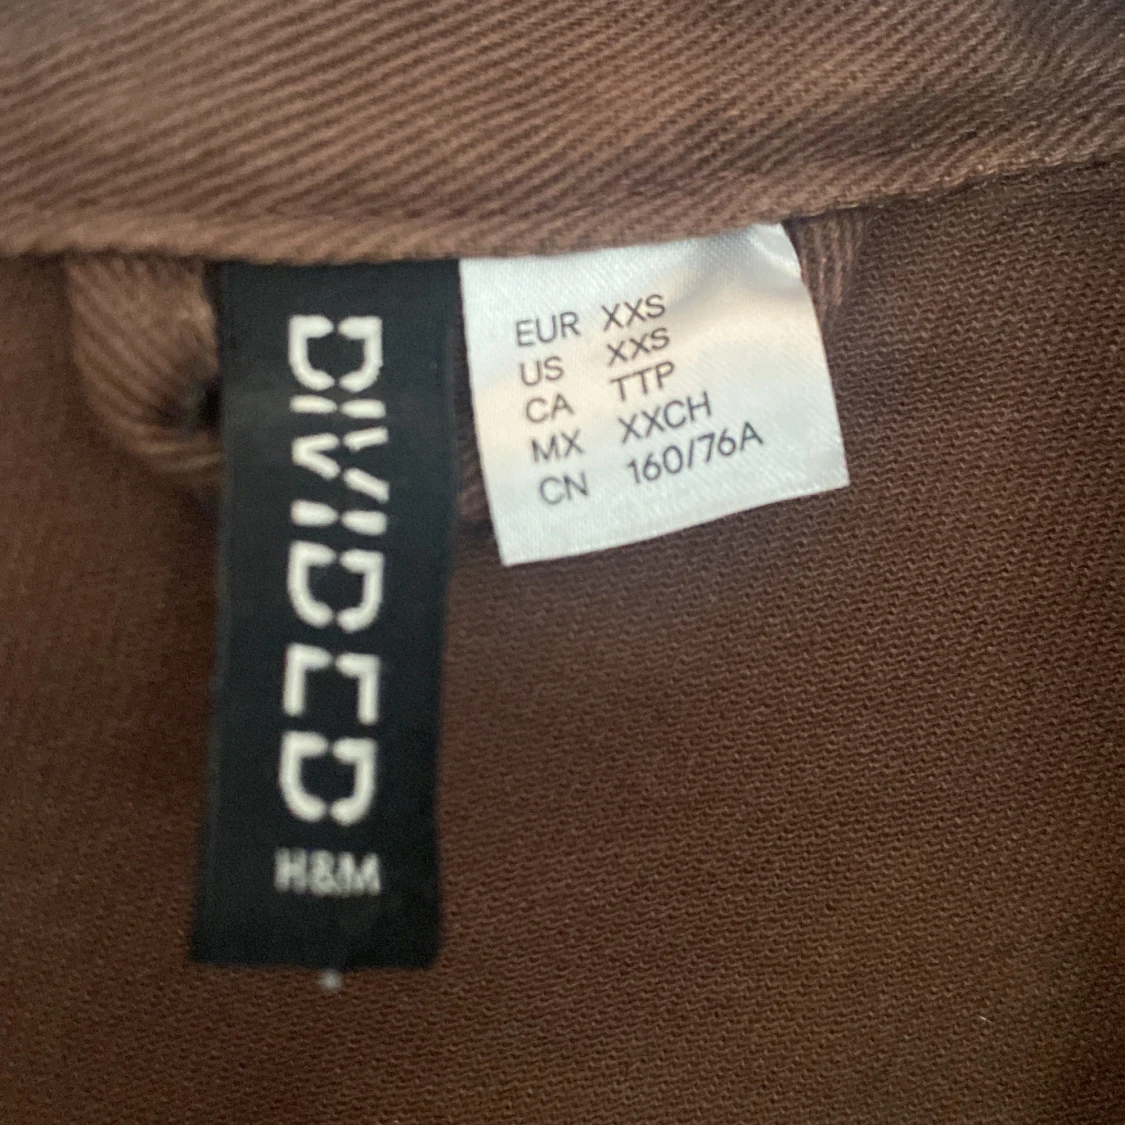 DIVIDED
H&M
EUR XXS
US XXS
CA TTP
MX XXCH
CN 160/76A